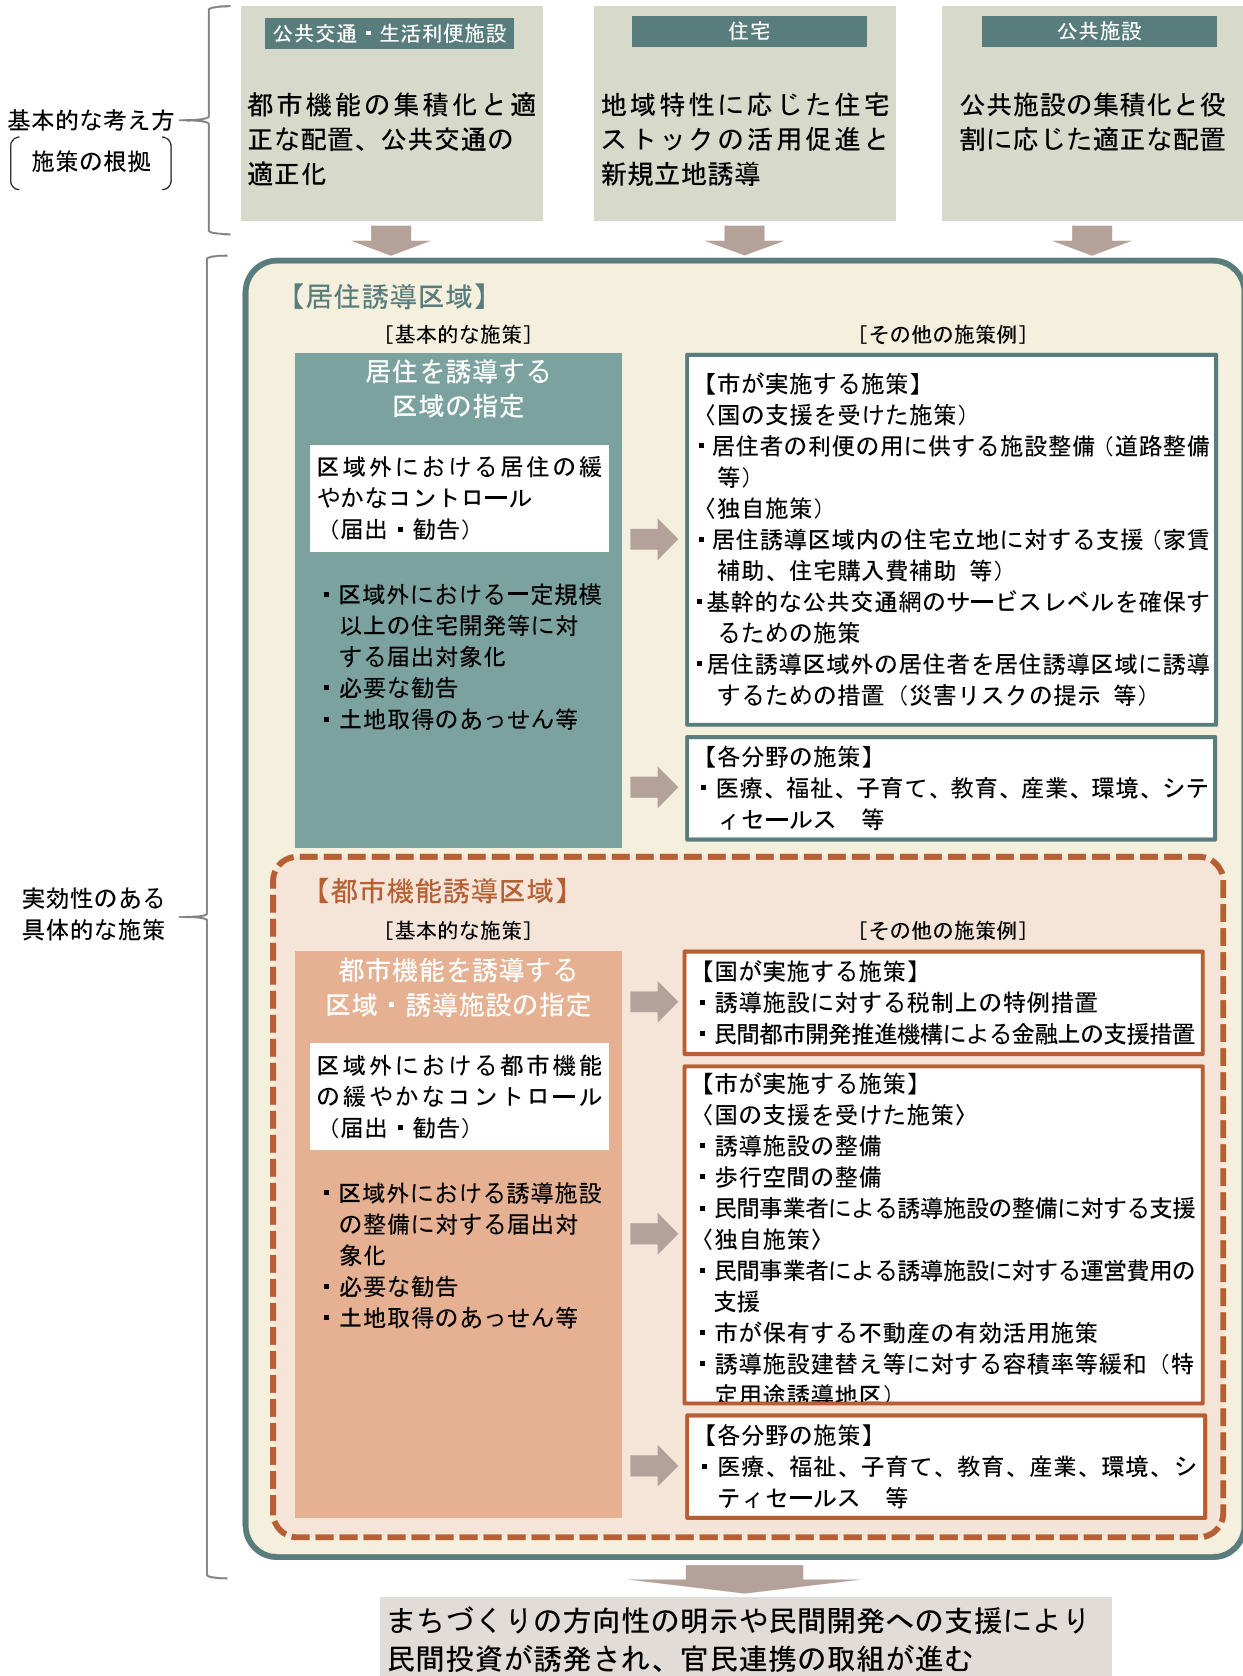 公共交通・生活利便施設
都市機能の集積化と適
正な配置、公共交通の
適正化
住宅
地域特性に応じた住宅
ストックの活用促進と
新規立地誘導
公共施設
公共施設の集積化と役
割に応じた適正な配置
基本的な考え方
施策の根拠
実効性のある
具体的な施策
【居住誘導区域】
［基本的な施策］
居住を誘導する
区域の指定
区域外における居住の緩
やかなコントロール
（届出・勧告）
・区域外における一定規模
以上の住宅開発等に対
する届出対象化
・必要な勧告
・土地取得のあっせん等
［その他の施策例］
【市が実施する施策】
〈国の支援を受けた施策）
・居住者の利便の用に供する施設整備（道路整備
等）
〈独自施策）
・居住誘導区域内の住宅立地に対する支援（家賃
補助、住宅購入費補助 等）
・基幹的な公共交通網のサービスレベルを確保す
るための施策
・居住誘導区域外の居住者を居住誘導区域に誘導
するための措置（災害リスクの提示 等）
【各分野の施策】
・医療、福祉、子育て、教育、産業、環境、シテ
ィセールス　等
【都市機能誘導区域】
［基本的な施策］
都市機能を誘導する
区域・誘導施設の指定
区域外における都市機能
の緩やかなコントロール
（届出・勧告）
・区域外における誘導施設
の整備に対する届出対
象化
・必要な勧告
・土地取得のあっせん等
［その他の施策例］
【国が実施する施策】
・誘導施設に対する税制上の特例措置
・民間都市開発推進機構による金融上の支援措置
【市が実施する施策】
〈国の支援を受けた施策〉
・誘導施設の整備
・歩行空間の整備
・民間事業者による誘導施設の整備に対する支援
〈独自施策〉
・民間事業者による誘導施設に対する運営費用の
支援
・市が保有する不動産の有効活用施策
・誘導施設建替え等に対する容積率等緩和（特
定用途誘導地区）
【各分野の施策】
・医療、福祉、子育て、教育、産業、環境、シ
ティセールス　等
まちづくりの方向性の明示や民間開発への支援により
民間投資が誘発され、官民連携の取組が進む